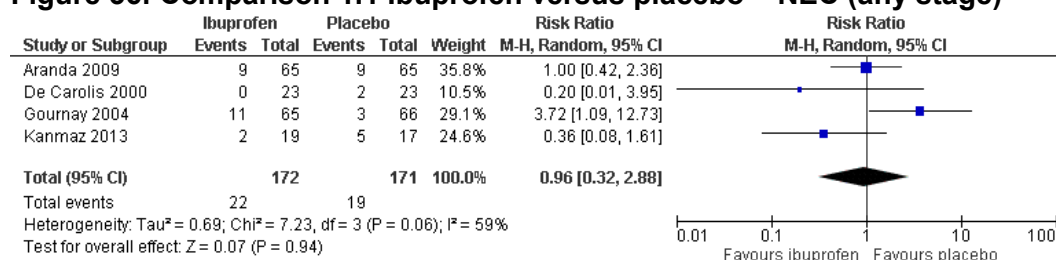 Ibuprofen Placebo Risk Ratio Risk Ratio
Study or Subgroup Events Total Events Total Weight M-H, Random, 95% CI M-H, Random, 95% CI
Aranda 2009 9 65 9 65 35.8% 1.00 [0.42, 2.36]
De Carolis 2000 0 23 2 23 10.5% 0.20 [0.01, 3.95]
Gournay 2004 11 65 3 66 29.1% 3.72 [1.09, 12.73]
Kanmaz 2013 2 19 5 17 24.6% 0.36 [0.08, 1.61]
Total (95% CI) 172 171 100.0% 0.96 [0.32, 2.88]
Total events 22 19
Heterogeneity: Tau² = 0.69; Chi² = 7.23, df = 3 (P = 0.06); I² = 59%
Test for overall effect: Z = 0.07 (P = 0.94)
0.01 0.1 1 10 100
Favours ibuprofen Favours placebo